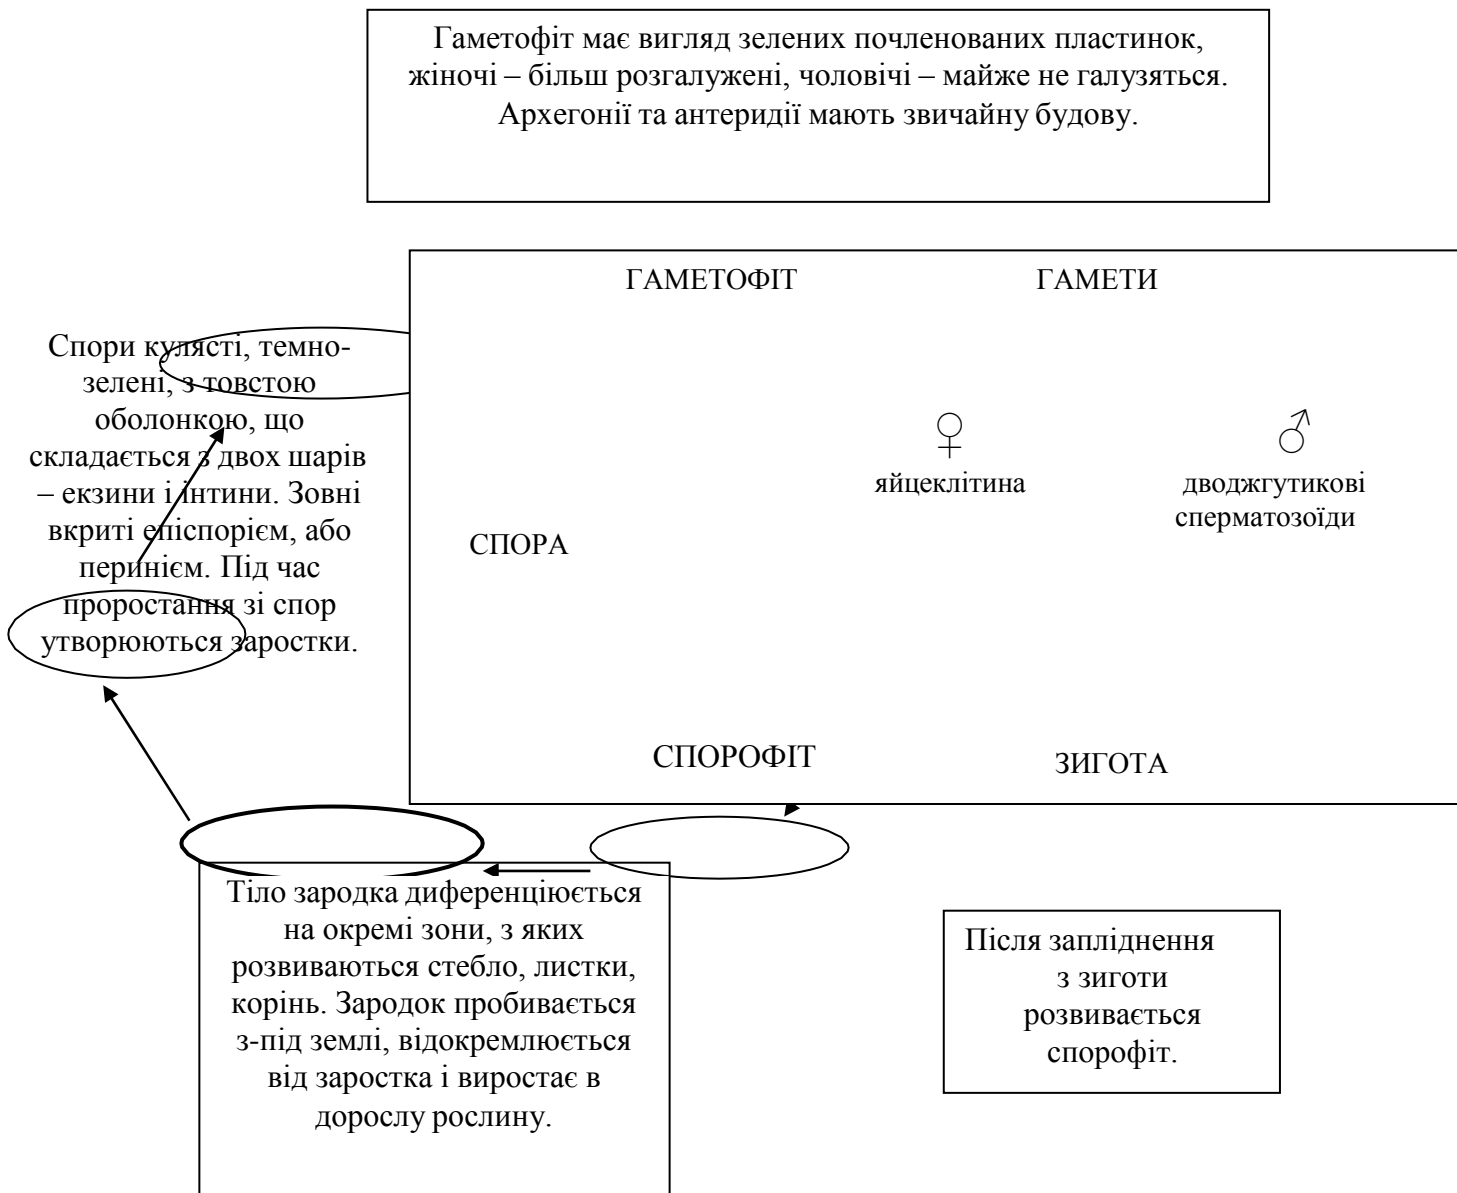 Гаметофіт має вигляд зелених почленованих пластинок,
жіночі – більш розгалужені, чоловічі – майже не галузяться.
Архегонії та антеридії мають звичайну будову.
ГАМЕТОФІТ
ГАМЕТИ
Спори кулясті, темно-
зелені, з товстою
оболонкою, що
складається з двох шарів
– екзини і інтини. Зовні
вкриті епіспорієм, або
перинієм. Під час
проростання зі спор
утворюються заростки.
♀
яйцеклітина
♂
дводжгутикові
сперматозоїди
СПОРА
СПОРОФІТ
ЗИГОТА
Тіло зародка диференціюється
на окремі зони, з яких
розвиваються стебло, листки,
корінь. Зародок пробивається
з-під землі, відокремлюється
від заростка і виростає в
дорослу рослину.
Після запліднення
з зиготи
розвивається
спорофіт.